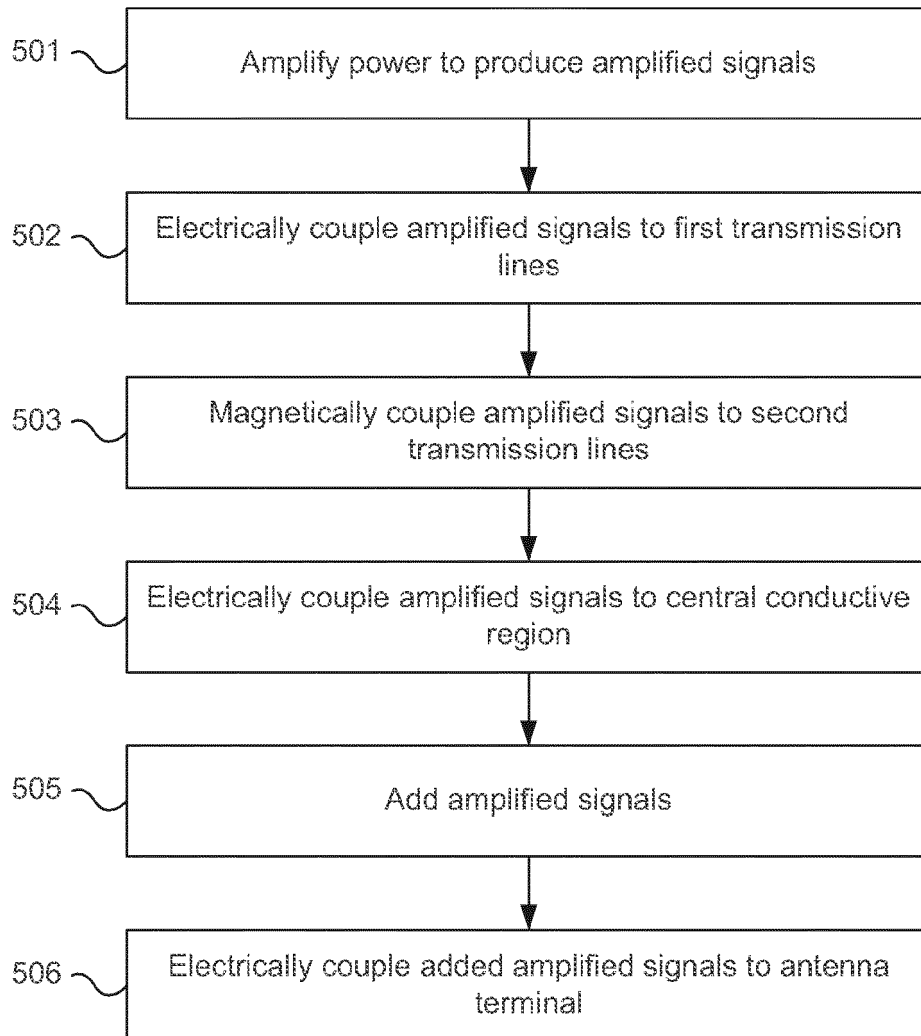 501
Amplify power to produce amplified signals
502
Electrically couple amplified signals to first transmission
lines
503
Magnetically couple amplified signals to second
transmission lines
504
Electrically couple amplified signals to central conductive
region
505
Add amplified signals
506
Electrically couple added amplified signals to antenna
terminal